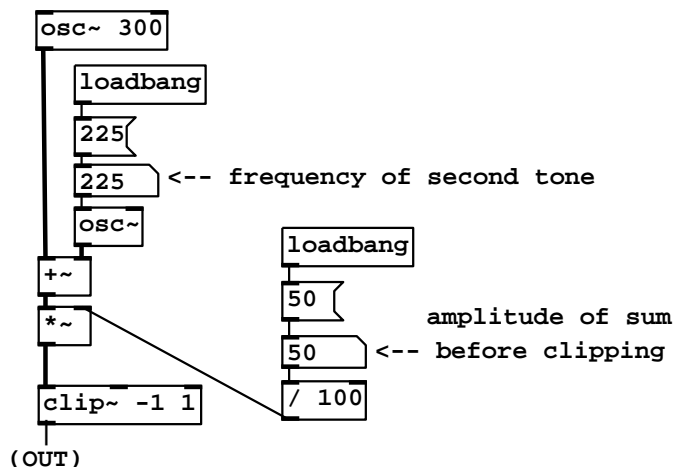 osc~ 300
loadbang
225
225
<-- frequency of second tone
osc~
loadbang
+~
50
*~
amplitude of sum
50
<-- before clipping
clip~ -1 1
/ 100
(OUT)